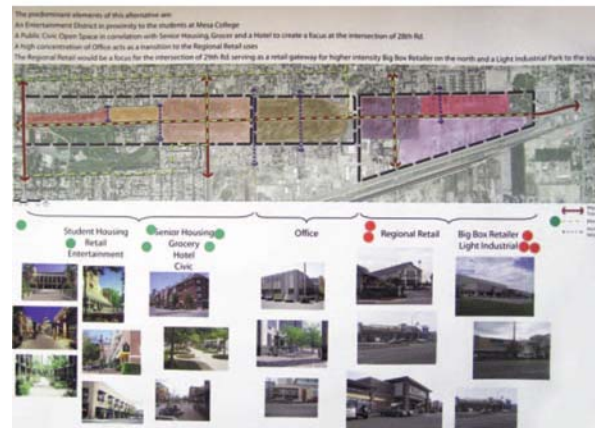 The predominent elements of this alternative are:
An Entertainment District in proximity to the students at Mesa College
A Public Civic Open Space in correlation with Senior Housing, Grocer and a Hotel to create a focus at the intersection of 28th Rd.
A high concentration of Office acts as a transition to the Regional Retail uses
The Regional Retail would be a focus for the intersection of 29th Rd. serving as a retail gateway for higher intensity Big Box Retailer on the north and a Light Industrial Park to the
Student Housing
Retail
Entertainment
Senior Housing
Grocery
Hotel
Civic
Office
Regional Retail
Big Box Retailer
Light Industrial